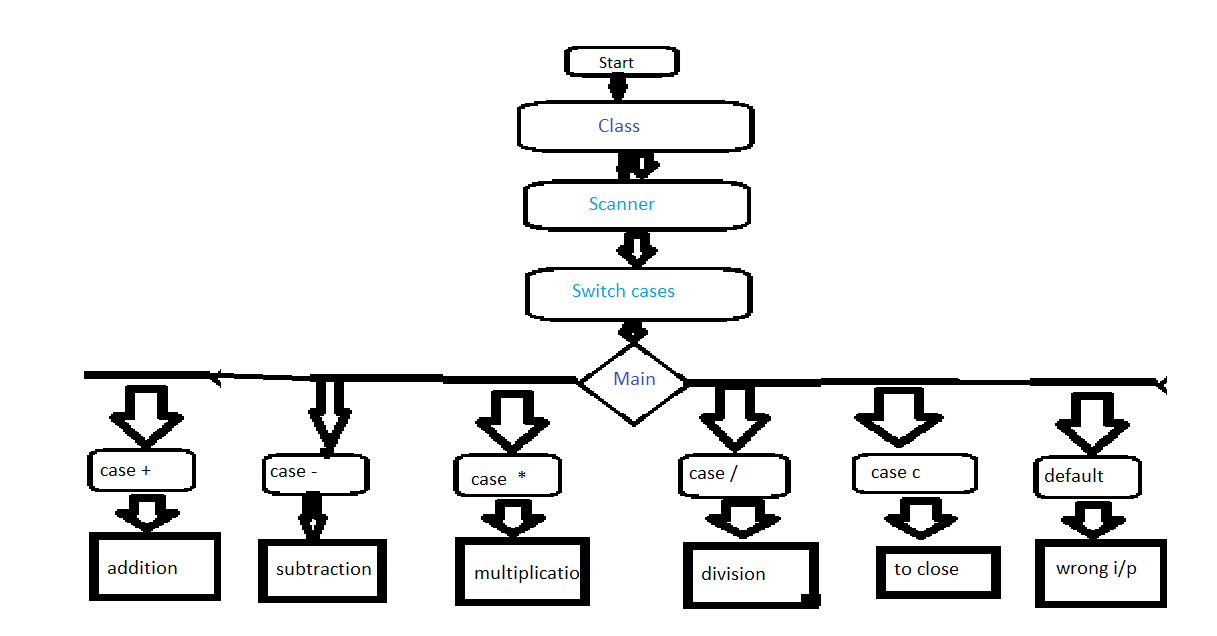 Start
Class
Scanner
Switch cases
Main
case +
case -
case *
case /
case c
default
addition
subtraction
multiplicatio
division
to close
wrong i/p